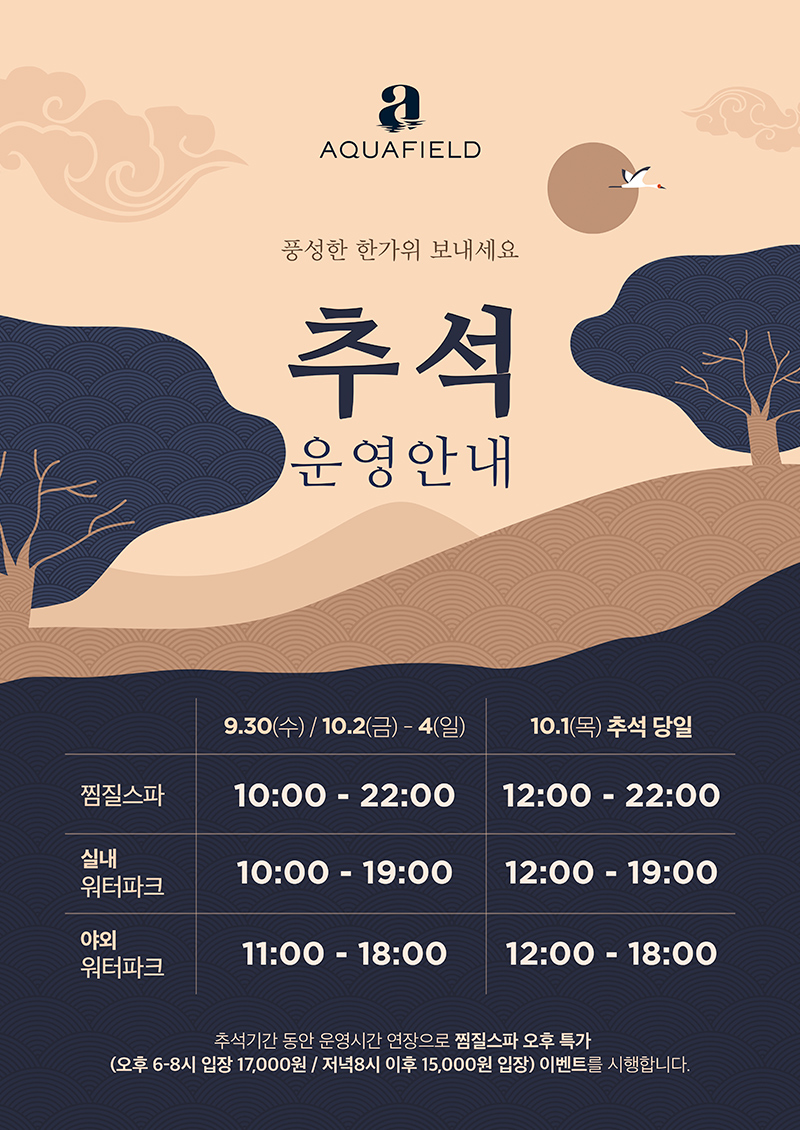 a
AQUAFIELD
풍성한 한가위 보내세요
추석
운영안내
9.30(수) / 10.2(금) - 4(일) 10.1(목) 추석 당일
찜질스파 10:00 - 22:00 12:00 - 22:00
실내
워터파크 10:00 - 19:00 12:00 - 19:00
야외
워터파크 11:00 - 18:00 12:00 - 18:00
추석기간 동안 운영시간 연장으로 찜질스파 오후 특가
(오후 6-8시 입장 17,000원 / 저녁8시 이후 15,000원 입장) 이벤트를 시행합니다.